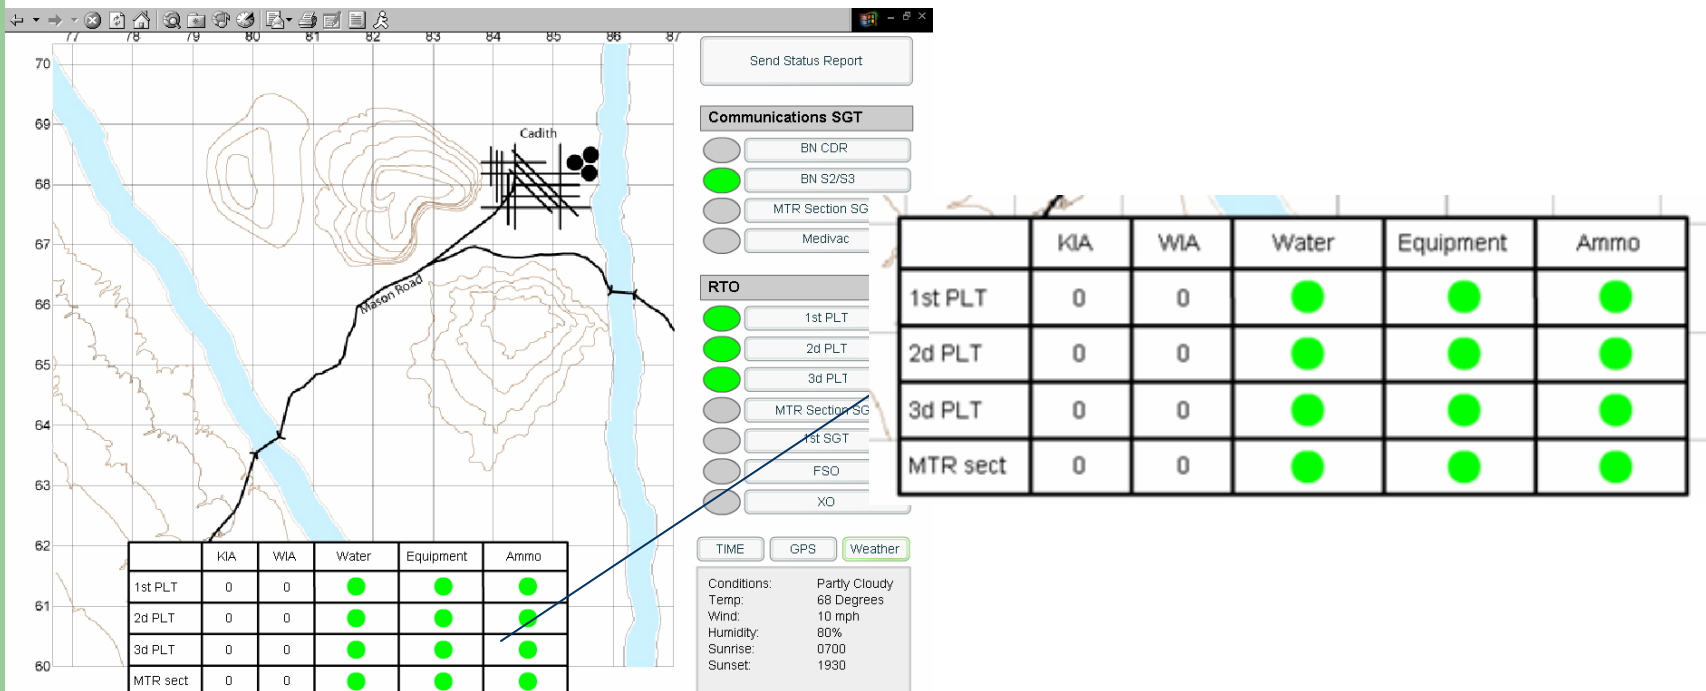 77 78 79 80 81 82 83 84 85 86 87
70
69
68
67
66
65
64
63
62
61
60
Cadith
Mason Road
KIA WIA Water Equipment Ammo
1st PLT 0 0
2d PLT 0 0
3d PLT 0 0
MTR sect 0 0
Send Status Report
Communications SGT
BN CDR
BN S2/S3
MTR Section SG
Medivac
RTO
1st PLT
2d PLT
3d PLT
MTR Section SG
1st SGT
FSO
XO
TIME GPS Weather
Conditions: Partly Cloudy
Temp: 68 Degrees
Wind: 10 mph
Humidity: 80%
Sunrise: 0700
Sunset: 1930
KIA WIA Water Equipment Ammo
1st PLT 0 0
2d PLT 0 0
3d PLT 0 0
MTR sect 0 0